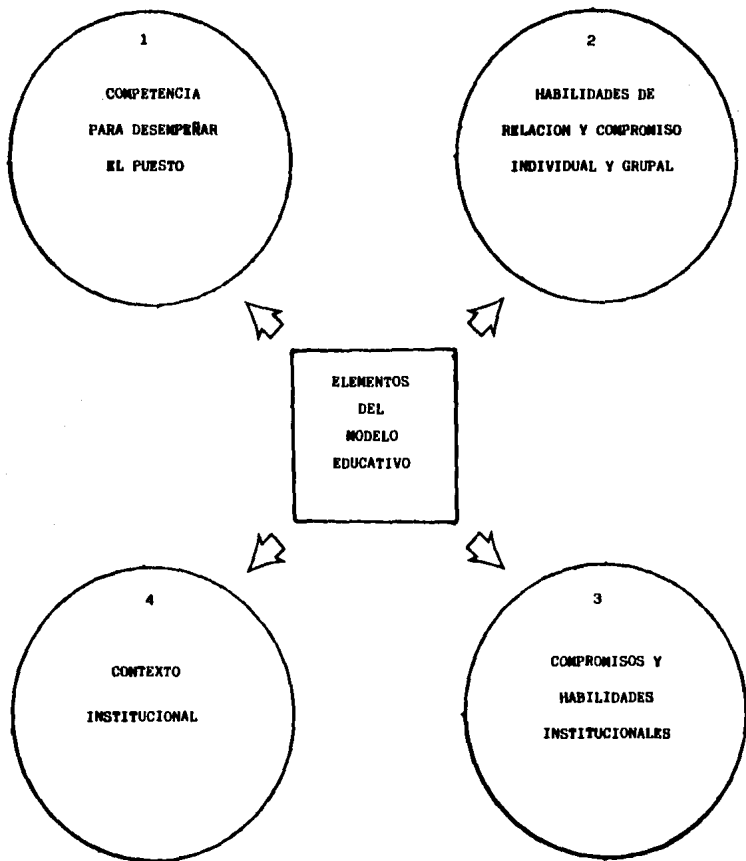 1
COMPETENCIA
PARA DESEMPEÑAR
EL PUESTO
2
HABILIDADES DE
RELACION Y COMPROMISO
INDIVIDUAL Y GRUPAL
ELEMENTOS
DEL
MODELO
EDUCATIVO
4
CONTEXTO
INSTITUCIONAL
3
COMPROMISOS Y
HABILIDADES
INSTITUCIONALES